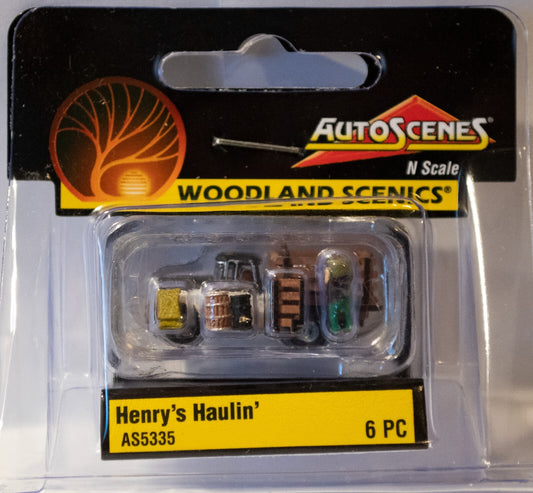 AUTOSCENES®
N Scale
WOODLAND SCENICS®
Henry's Haulin'
AS5335
6 PC